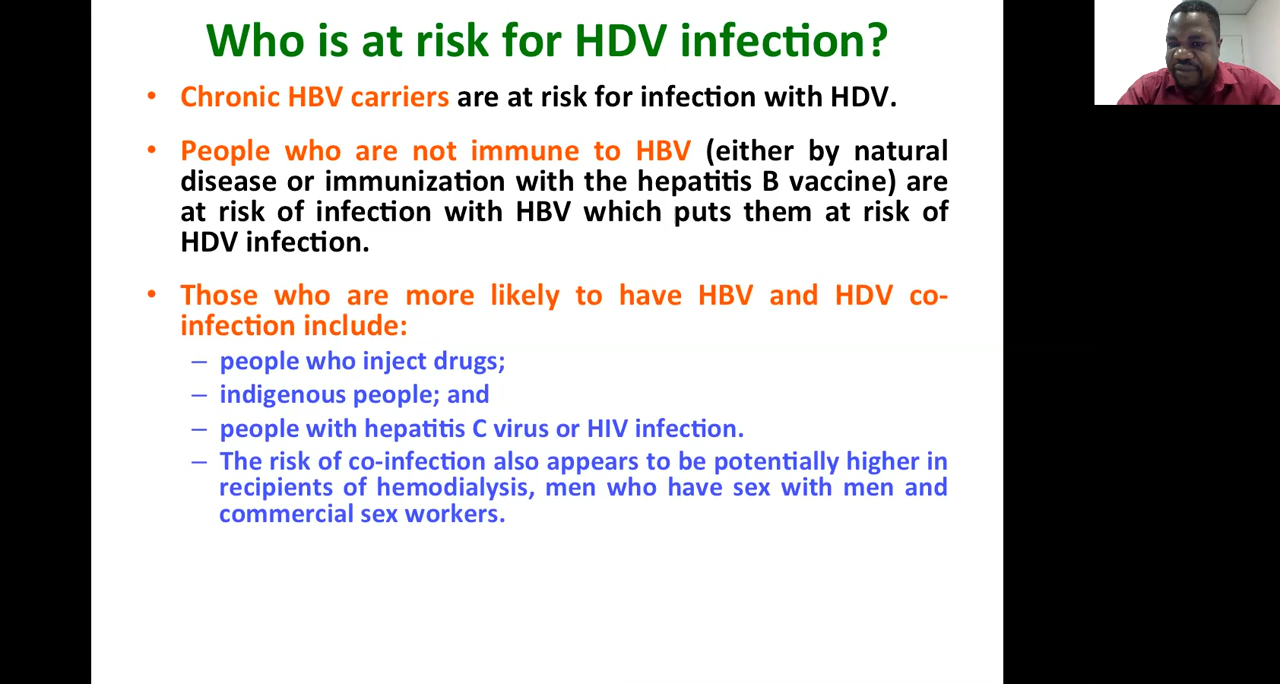 Who is at risk for HDV infection?
• Chronic HBV carriers are at risk for infection with HDV.
• People who are not immune to HBV (either by natural
disease or immunization with the hepatitis B vaccine) are
at risk of infection with HBV which puts them at risk of
HDV infection.
• Those who are more likely to have HBV and HDV co-
infection include:
– people who inject drugs;
– indigenous people; and
– people with hepatitis C virus or HIV infection.
– The risk of co-infection also appears to be potentially higher in
recipients of hemodialysis, men who have sex with men and
commercial sex workers.